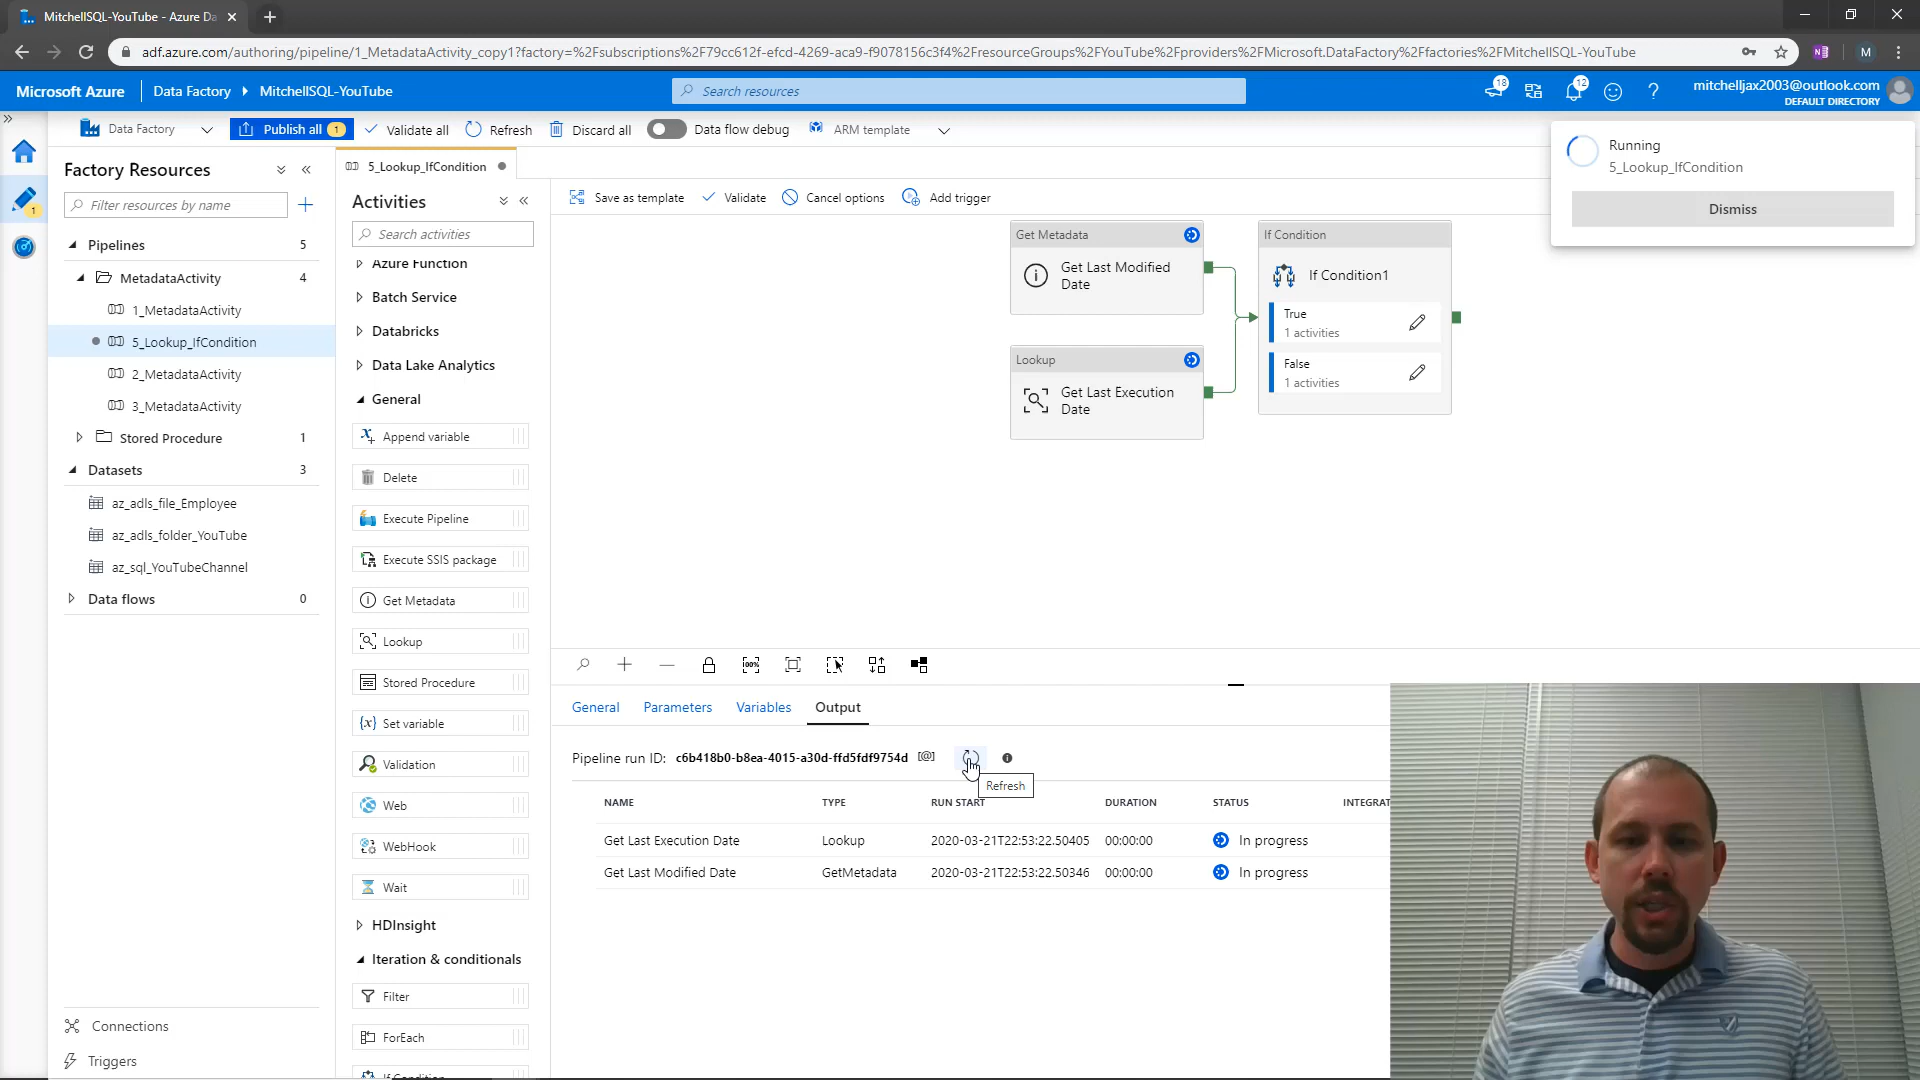 MitchellSQL-YouTube - Azure Da
adf.azure.com/authoring/pipeline/1_MetadataActivity_copy1?factory=%2Fsubscriptions%2F79cc612f-efcd-4269-aca9-f9078156c3f4%2FresourceGroups%2FYouTube%2Fproviders%2FMicrosoft.DataFactory%2Ffactories%2FMitchellSQL-YouTube
N
M
Microsoft Azure
Data Factory
MitchellSQL-YouTube
Search resources
18
12
mitchelljax2003@outlook.com
DEFAULT DIRECTORY
Data Factory
Publish all 1
Validate all
Refresh
Discard all
Data flow debug
ARM template
Running
5_Lookup_IfCondition
Dismiss
1
Factory Resources
Filter resources by name
Pipelines 5
MetadataActivity 4
1_MetadataActivity
5_Lookup_IfCondition
2_MetadataActivity
3_MetadataActivity
Stored Procedure 1
Datasets 3
az_adls_file_Employee
az_adls_folder_YouTube
az_sql_YouTubeChannel
Data flows 0
Connections
Triggers
5_Lookup_IfCondition
Activities
Search activities
Azure Function
Batch Service
Databricks
Data Lake Analytics
General
Append variable
Delete
Execute Pipeline
Execute SSIS package
Get Metadata
Lookup
Stored Procedure
Set variable
Validation
Web
WebHook
Wait
HDInsight
Iteration & conditionals
Filter
ForEach
If Condition
Save as template
Validate
Cancel options
Add trigger
Get Metadata
Get Last Modified
Date
Lookup
Get Last Execution
Date
If Condition
If Condition1
True
1 activities
False
1 activities
100%
General
Parameters
Variables
Output
Pipeline run ID: c6b418b0-b8ea-4015-a30d-ffd5fdf9754d [@]
Refresh
NAME TYPE RUN START DURATION STATUS INTEGRAT
Get Last Execution Date Lookup 2020-03-21T22:53:22.50405 00:00:00 In progress
Get Last Modified Date GetMetadata 2020-03-21T22:53:22.50346 00:00:00 In progress